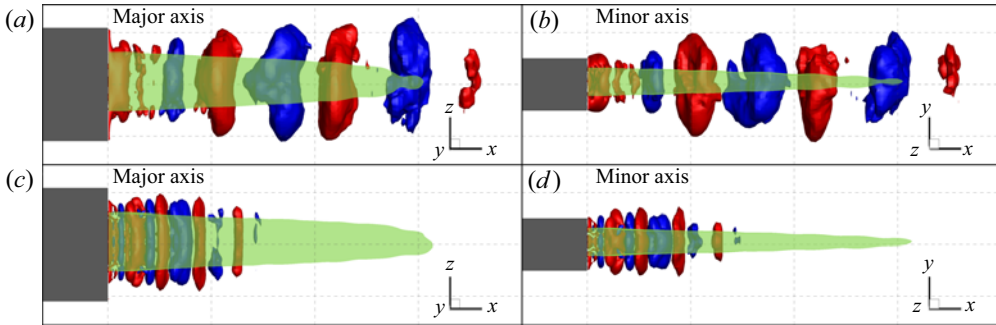 (a) Major axis
z
y x
(b) Minor axis
y
z x
(c) Major axis
z
y x
(d) Minor axis
y
z x